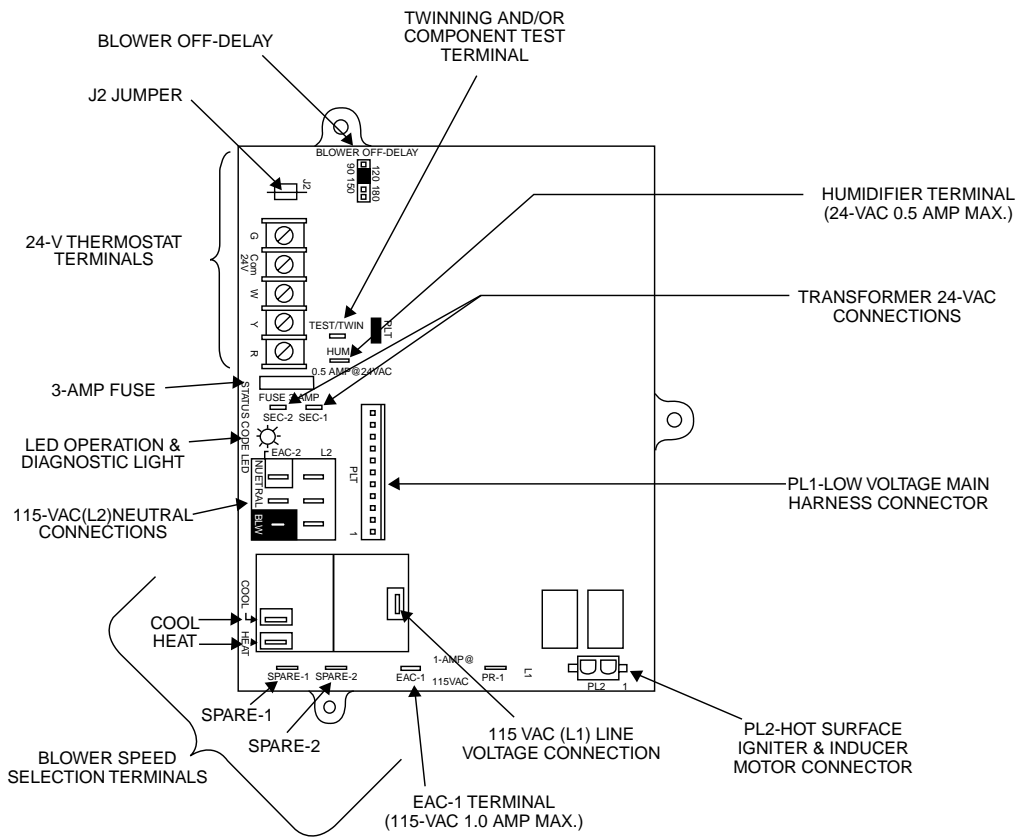 TWINNING AND/OR
COMPONENT TEST
TERMINAL
BLOWER OFF-DELAY
J2 JUMPER
BLOWER OFF-DELAY
120 180
90 150
J2
HUMIDIFIER TERMINAL
(24-VAC 0.5 AMP MAX.)
24-V THERMOSTAT
TERMINALS
G
Com
24V
W
Y
R
TEST/TWIN
PLT
HUM
0.5 AMP@24VAC
TRANSFORMER 24-VAC
CONNECTIONS
3-AMP FUSE
FUSE 3-AMP
SEC-2 SEC-1
STATUS CODE LED
LED OPERATION &
DIAGNOSTIC LIGHT
EAC-2 L2
NUETRAL
BLW
PLT
1
PL1-LOW VOLTAGE MAIN
HARNESS CONNECTOR
115-VAC(L2)NEUTRAL
CONNECTIONS
COOL
HEAT
COOL
HEAT
SPARE-1 SPARE-2
EAC-1
1-AMP@
115VAC
PR-1
L1
PL2 1
SPARE-1
SPARE-2
BLOWER SPEED
SELECTION TERMINALS
115 VAC (L1) LINE
VOLTAGE CONNECTION
PL2-HOT SURFACE
IGNITER & INDUCER
MOTOR CONNECTOR
EAC-1 TERMINAL
(115-VAC 1.0 AMP MAX.)